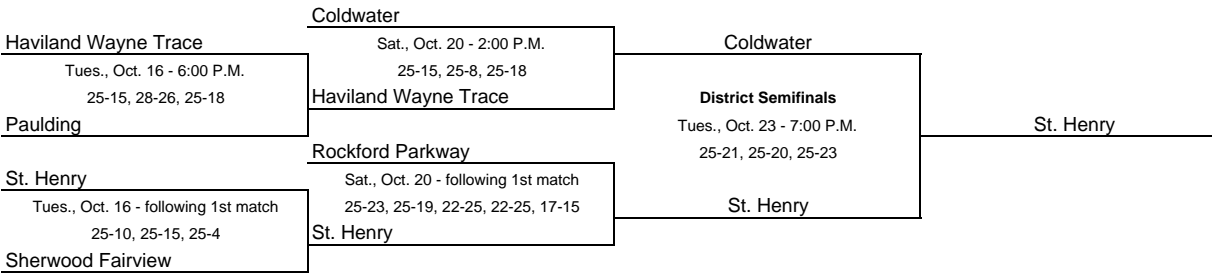 Coldwater
Haviland Wayne Trace
Sat., Oct. 20 - 2:00 P.M.
Coldwater
Tues., Oct. 16 - 6:00 P.M.
25-15, 25-8, 25-18
25-15, 28-26, 25-18
Haviland Wayne Trace
District Semifinals
Paulding
Tues., Oct. 23 - 7:00 P.M.
St. Henry
Rockford Parkway
25-21, 25-20, 25-23
St. Henry
Sat., Oct. 20 - following 1st match
Tues., Oct. 16 - following 1st match
25-23, 25-19, 22-25, 22-25, 17-15
St. Henry
25-10, 25-15, 25-4
St. Henry
Sherwood Fairview